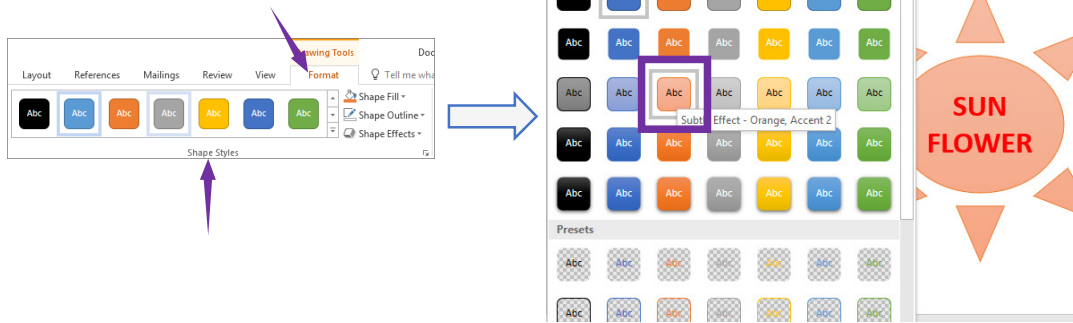 Drawing Tools Doc
Layout References Mailings Review View Format Tell me wha
Abc Abc Abc Abc Abc Abc Abc
Shape Fill
Shape Outline
Shape Effects
Shape Styles
Abc Abc Abc Abc Abc Abc Abc
Abc Abc Abc Abc Abc Abc Abc
Subtle Effect - Orange, Accent 2
Abc Abc Abc Abc Abc Abc Abc
Abc Abc Abc Abc Abc Abc Abc
Presets
Abc Abc Abc Abc Abc Abc Abc
Abc Abc Abc Abc Abc Abc Abc
SUN
FLOWER